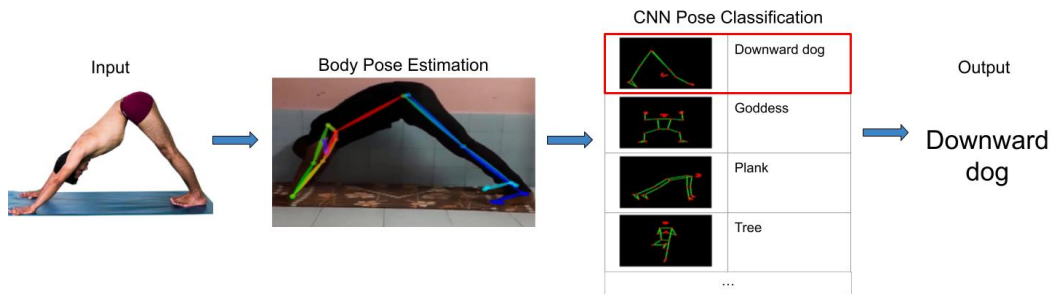 Input
Body Pose Estimation
CNN Pose Classification
Downward dog
Goddess
Plank
Tree
...
Output
Downward
dog